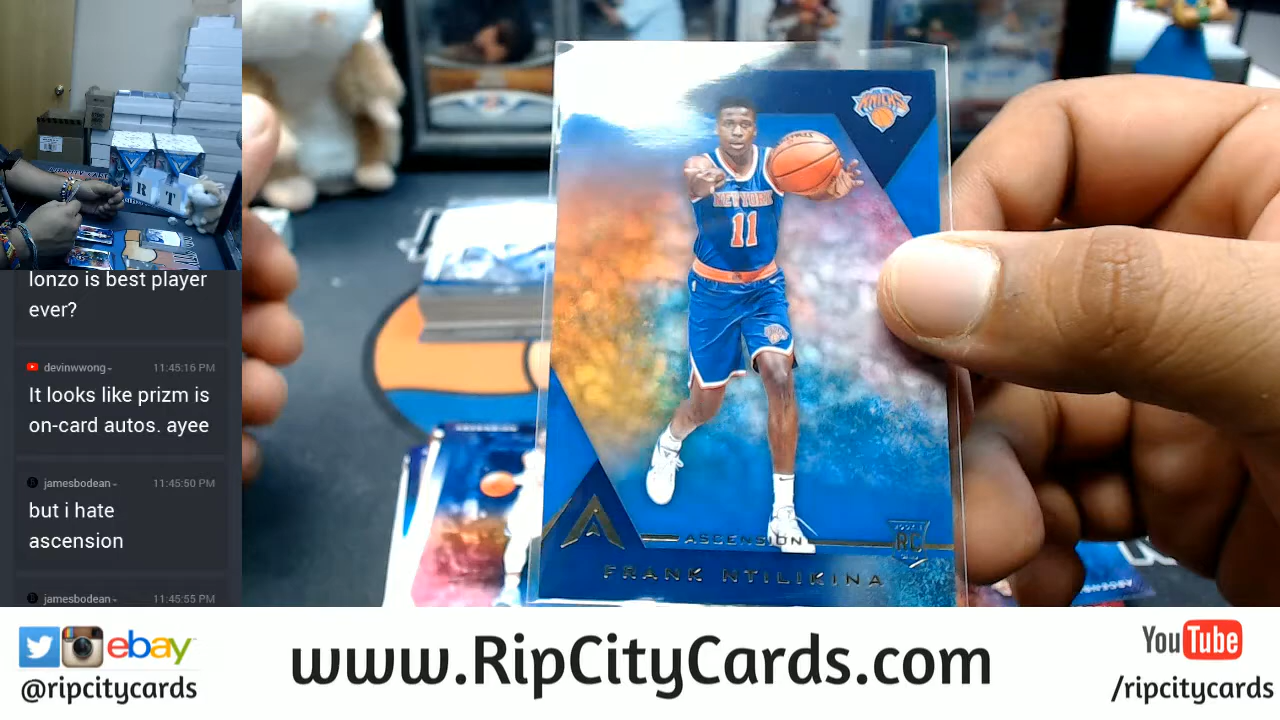 lonzo is best player
ever?
devinwwong
11:45:16 PM
It looks like prizm is
on-card autos. ayee
jamesbodean
11:45:50 PM
but i hate
ascension
jamesbodean
11:45:55 PM
R T
KNICKS
NEW YORK
11
ASCENSION
RC
FRANK NTILIKINA
ebay
@ripcitycards
www.RipCityCards.com
YouTube
/ripcitycards